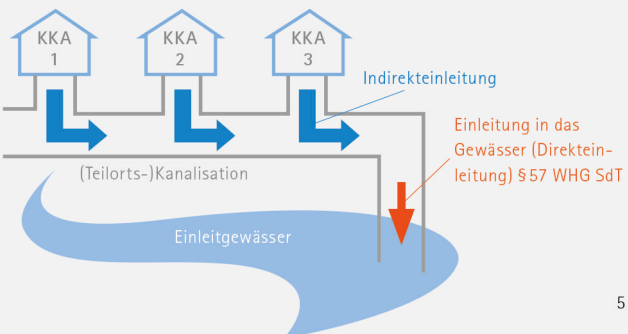 KKA
1
KKA
2
KKA
3
Indirekteinleitung
Einleitung in das
Gewässer (Direktein-
leitung) § 57 WHG SdT
(Teilorts-)Kanalisation
Einleitgewässer
5